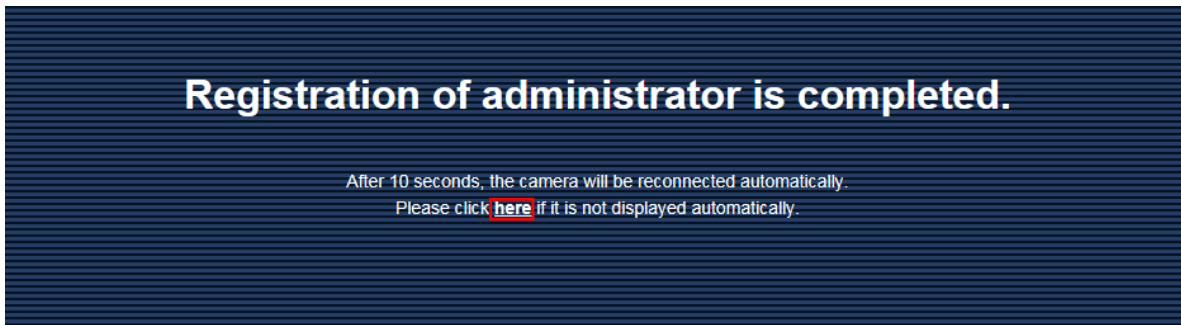 Registration of administrator is completed.
After 10 seconds, the camera will be reconnected automatically.
Please click here if it is not displayed automatically.